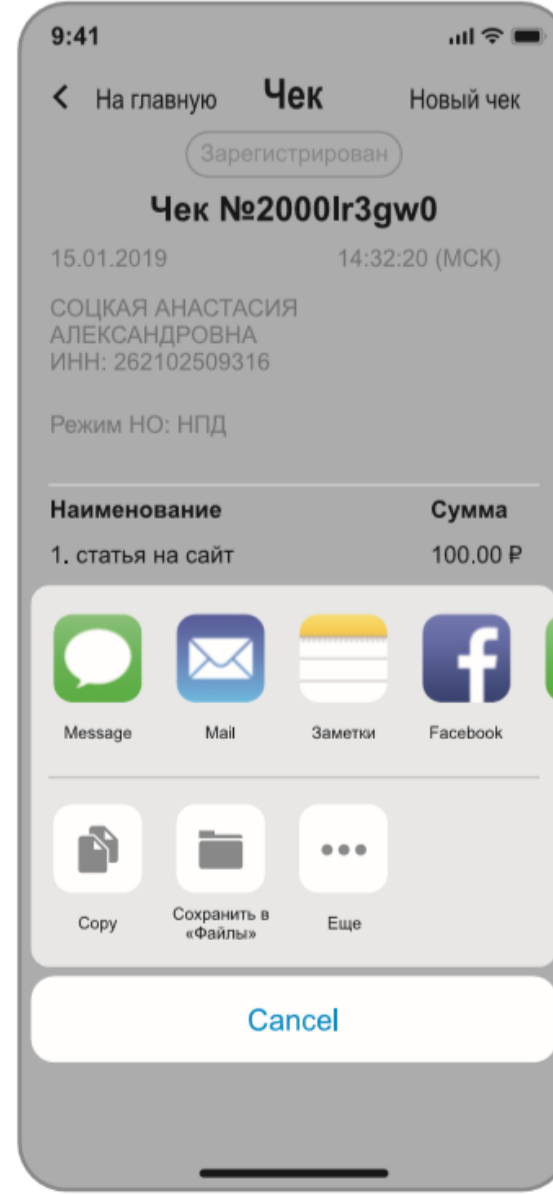 9:41
На главную Чек Новый чек
Зарегистрирован
Чек №2000lr3gw0
15.01.2019 14:32:20 (МСК)
СОЦКАЯ АНАСТАСИЯ
АЛЕКСАНДРОВНА
ИНН: 262102509316
Режим НО: НПД
Наименование Сумма
1. статья на сайт 100.00 ₽
Message Mail Заметки Facebook
Copy Сохранить в «Файлы» Еще
Cancel